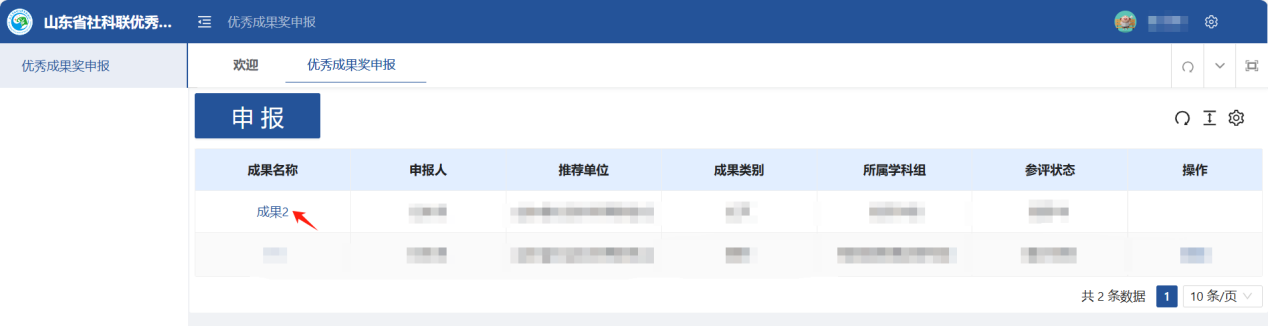 山东省社科联优秀... 优秀成果奖申报
优秀成果奖申报 欢迎 优秀成果奖申报
申报
成果名称 申报人 推荐单位 成果类别 所属学科组 参评状态 操作
成果2
共 2 条数据 1 10 条/页